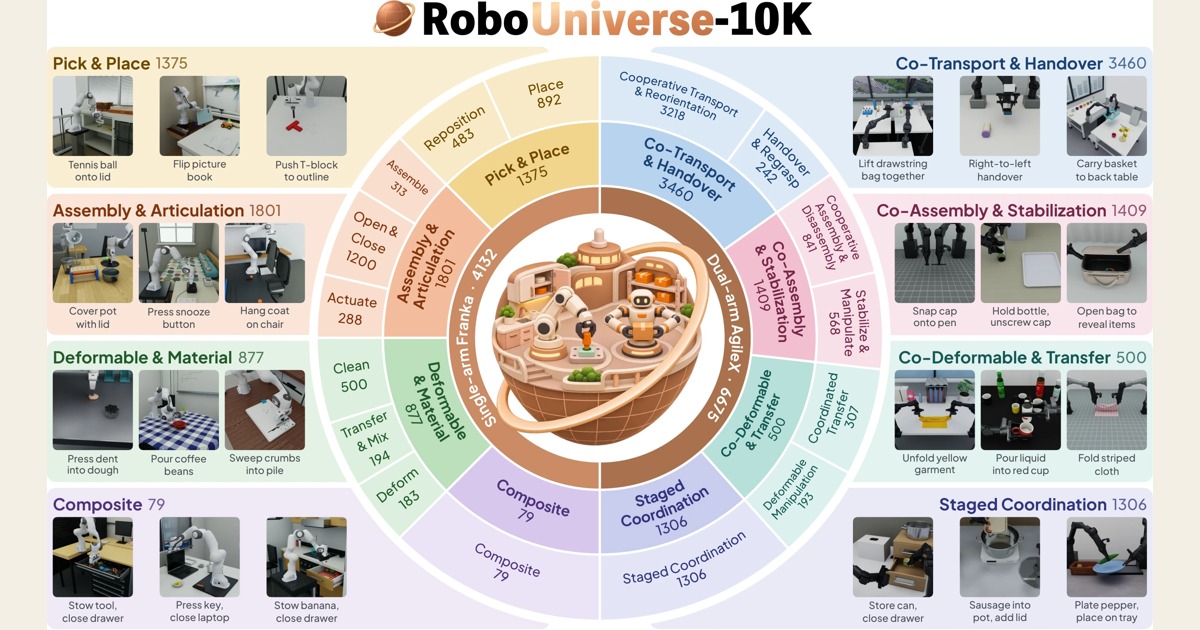 RoboUniverse-10K
Pick & Place 1375
Tennis ball
onto lid
Flip picture
book
Push T-block
to outline
Assembly & Articulation 1801
Cover pot
with lid
Press snooze
button
Hang coat
on chair
Deformable & Material 877
Press dent
into dough
Pour coffee
beans
Sweep crumbs
into pile
Composite 79
Stow tool,
close drawer
Press key,
close laptop
Stow banana,
close drawer
Place
892
Reposition
483
Pick & Place
1375
Assemble
313
Open &
Close
1200
Actuate
288
Assembly &
Articulation
1801
Clean
500
Transfer
& Mix
194
Deform
183
Deformable
& Material
877
Composite
79
Composite
79
Single-arm Franka · 4132
Dual-arm AgileX · 6675
Cooperative Transport
& Reorientation
3218
Handover
& Regrasp
242
Co-Transport
& Handover
3460
Cooperative
Assembly &
Disassembly
841
Stabilize &
Manipulate
568
Co-Assembly
& Stabilization
1409
Coordinated
Transfer
307
Deformable
Manipulation
193
Co-Deformable
& Transfer
500
Staged
Coordination
1306
Staged Coordination
1306
Co-Transport & Handover 3460
Lift drawstring
bag together
Right-to-left
handover
Carry basket
to back table
Co-Assembly & Stabilization 1409
Snap cap
onto pen
Hold bottle,
unscrew cap
Open bag to
reveal items
Co-Deformable & Transfer 500
Unfold yellow
garment
Pour liquid
into red cup
Fold striped
cloth
Staged Coordination 1306
Store can,
close drawer
Sausage into
pot, add lid
Plate pepper,
place on tray